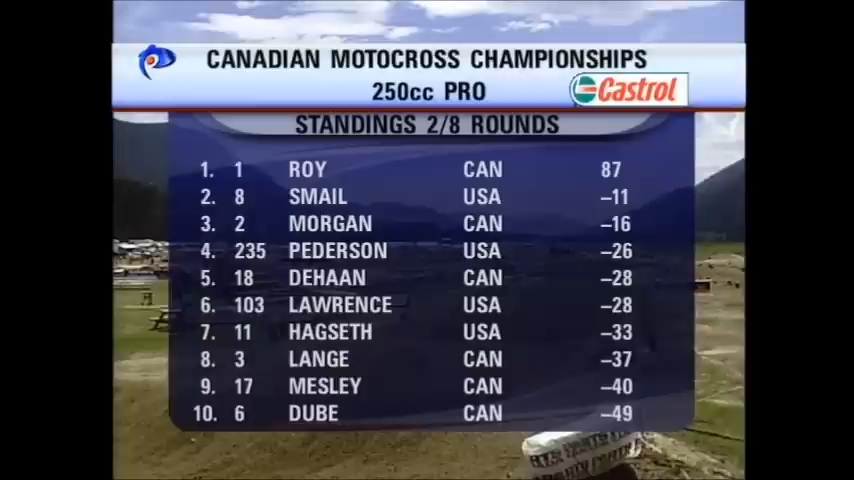 CANADIAN MOTOCROSS CHAMPIONSHIPS
250cc PRO
Castrol
STANDINGS 2/8 ROUNDS
1. 1 ROY CAN 87
2. 8 SMAIL USA –11
3. 2 MORGAN CAN –16
4. 235 PEDERSON USA –26
5. 18 DEHAAN CAN –28
6. 103 LAWRENCE USA –28
7. 11 HAGSETH USA –33
8. 3 LANGE CAN –37
9. 17 MESLEY CAN –40
10. 6 DUBE CAN –49